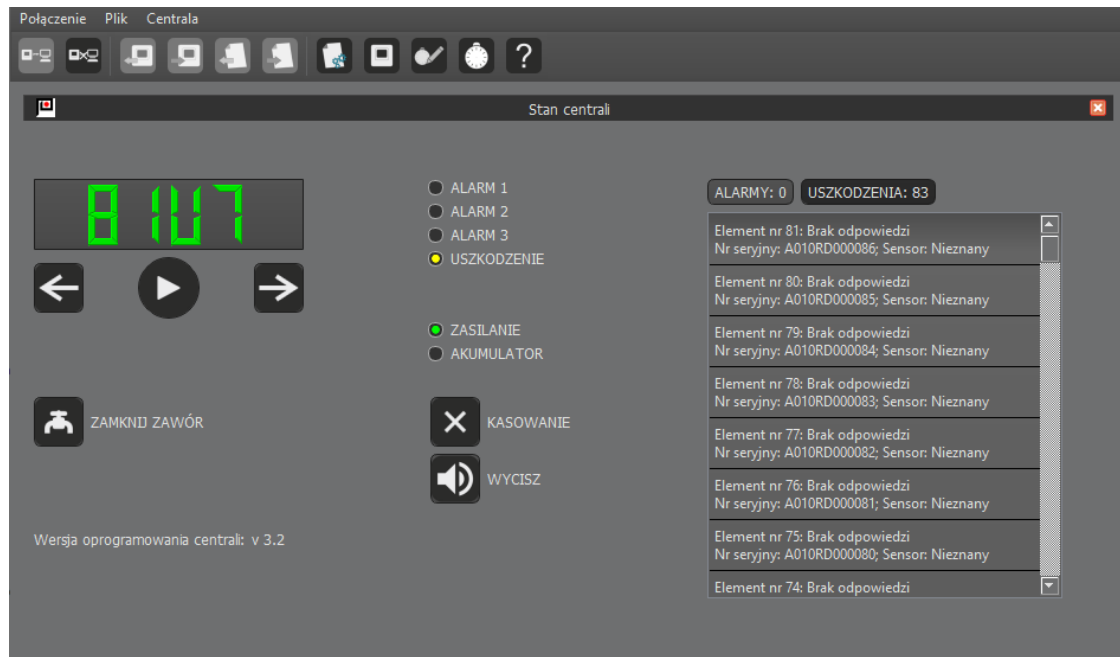 Połączenie Plik Centrala
?
Stan centrali
81U7
ALARM 1
ALARM 2
ALARM 3
USZKODZENIE
ZASILANIE
AKUMULATOR
ZAMKNIJ ZAWÓR
KASOWANIE
WYCISZ
Wersja oprogramowania centrali: v 3.2
ALARMY: 0 USZKODZENIA: 83
Element nr 81: Brak odpowiedzi
Nr seryjny: A010RD000086; Sensor: Nieznany
Element nr 80: Brak odpowiedzi
Nr seryjny: A010RD000085; Sensor: Nieznany
Element nr 79: Brak odpowiedzi
Nr seryjny: A010RD000084; Sensor: Nieznany
Element nr 78: Brak odpowiedzi
Nr seryjny: A010RD000083; Sensor: Nieznany
Element nr 77: Brak odpowiedzi
Nr seryjny: A010RD000082; Sensor: Nieznany
Element nr 76: Brak odpowiedzi
Nr seryjny: A010RD000081; Sensor: Nieznany
Element nr 75: Brak odpowiedzi
Nr seryjny: A010RD000080; Sensor: Nieznany
Element nr 74: Brak odpowiedzi